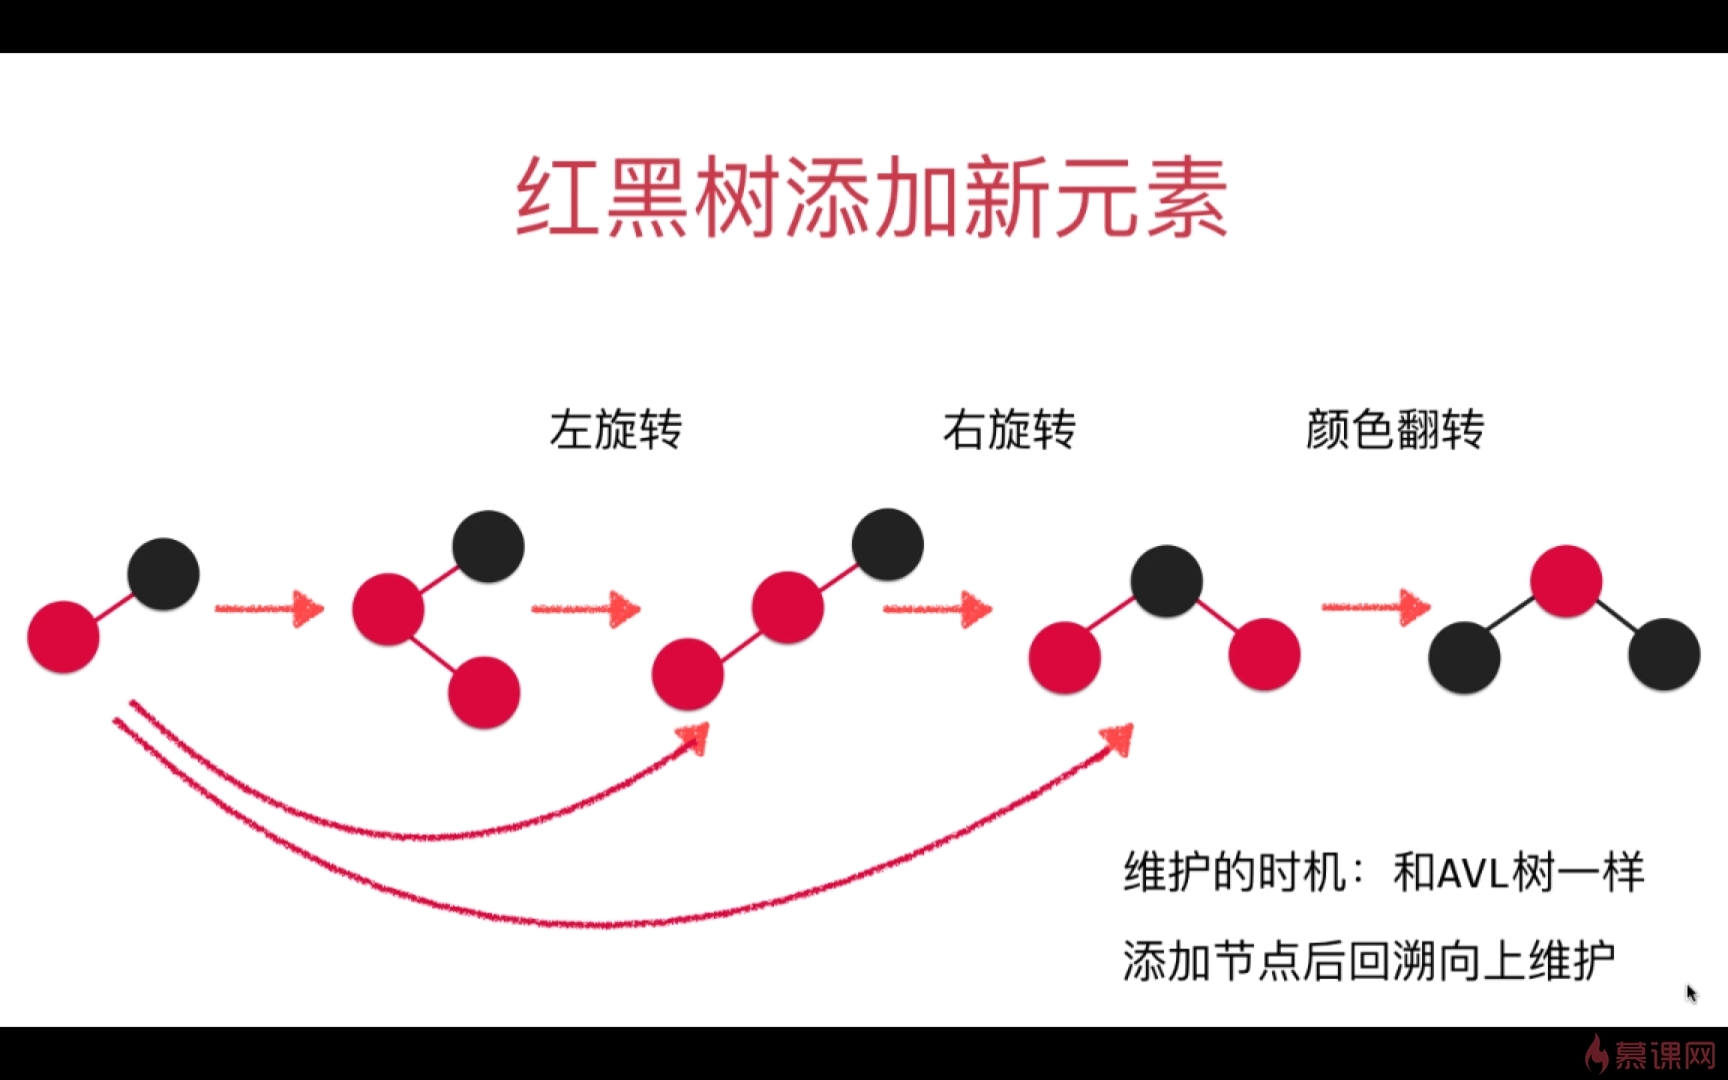 红黑树添加新元素
左旋转
右旋转
颜色翻转
维护的时机：和AVL树一样
添加节点后回溯向上维护
慕课网